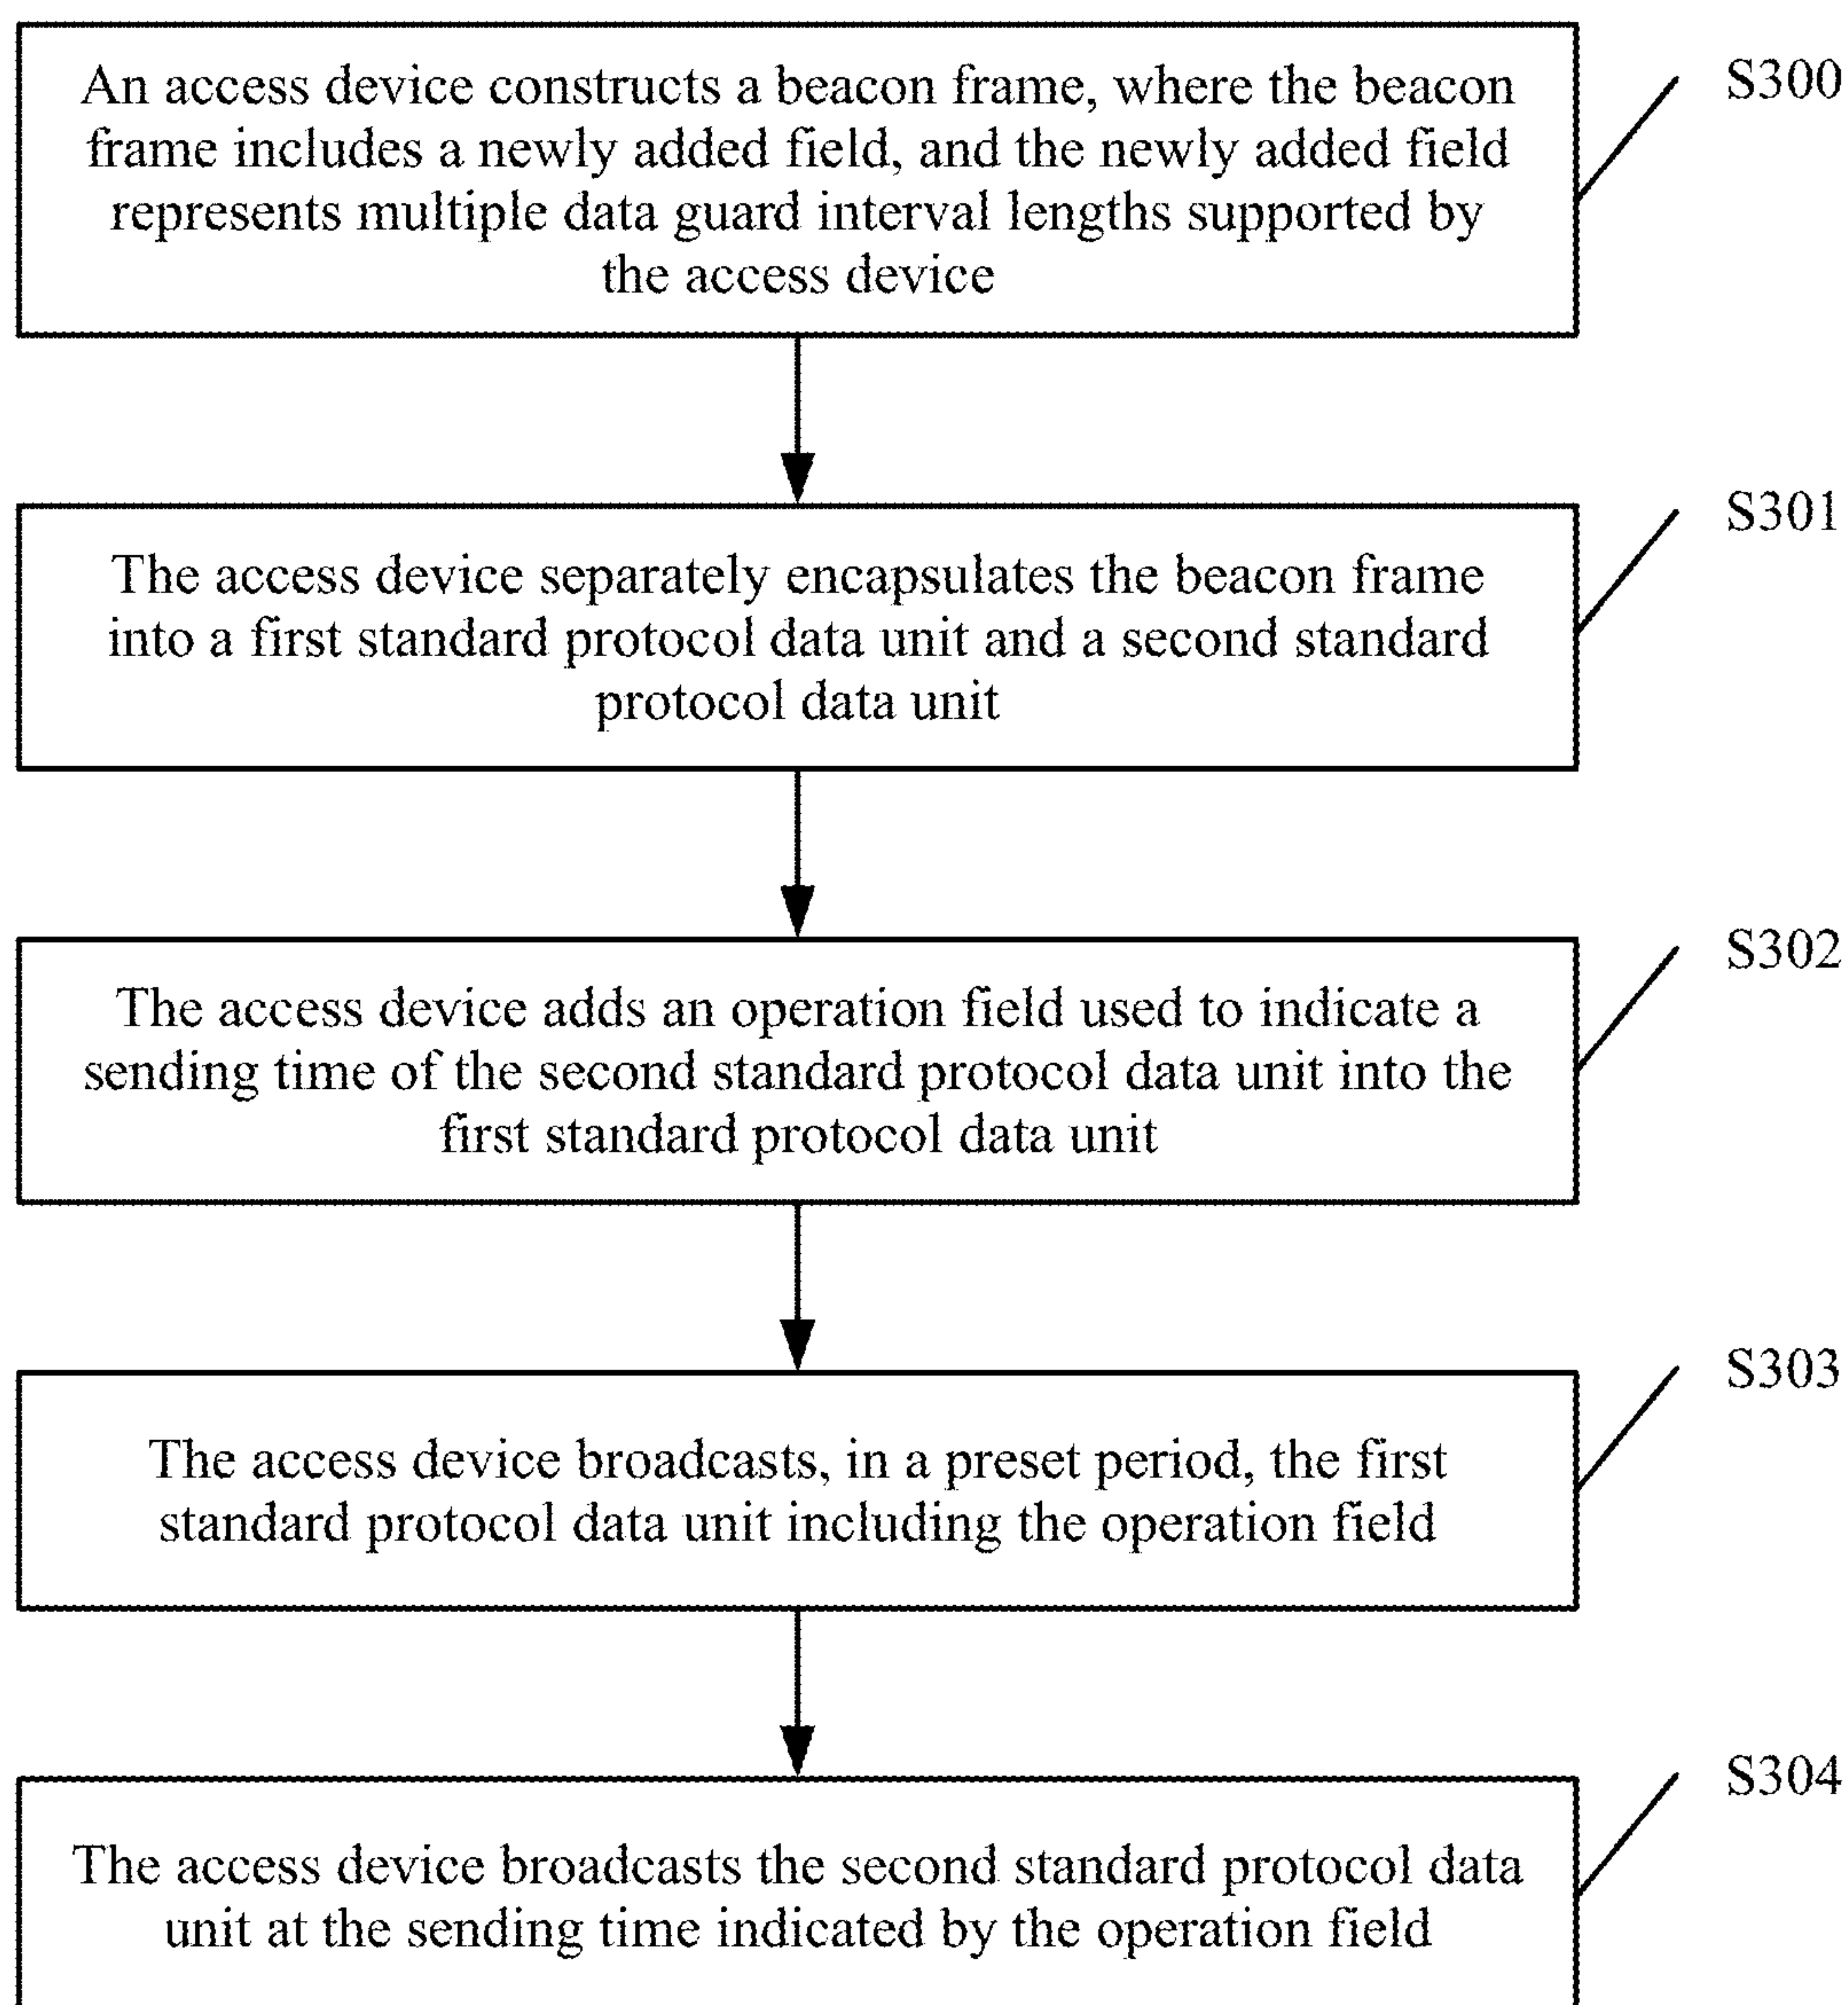 An access device constructs a beacon frame, where the beacon
frame includes a newly added field, and the newly added field
represents multiple data guard interval lengths supported by
the access device
S300
The access device separately encapsulates the beacon frame
into a first standard protocol data unit and a second standard
protocol data unit
S301
The access device adds an operation field used to indicate a
sending time of the second standard protocol data unit into the
first standard protocol data unit
S302
The access device broadcasts, in a preset period, the first
standard protocol data unit including the operation field
S303
The access device broadcasts the second standard protocol data
unit at the sending time indicated by the operation field
S304